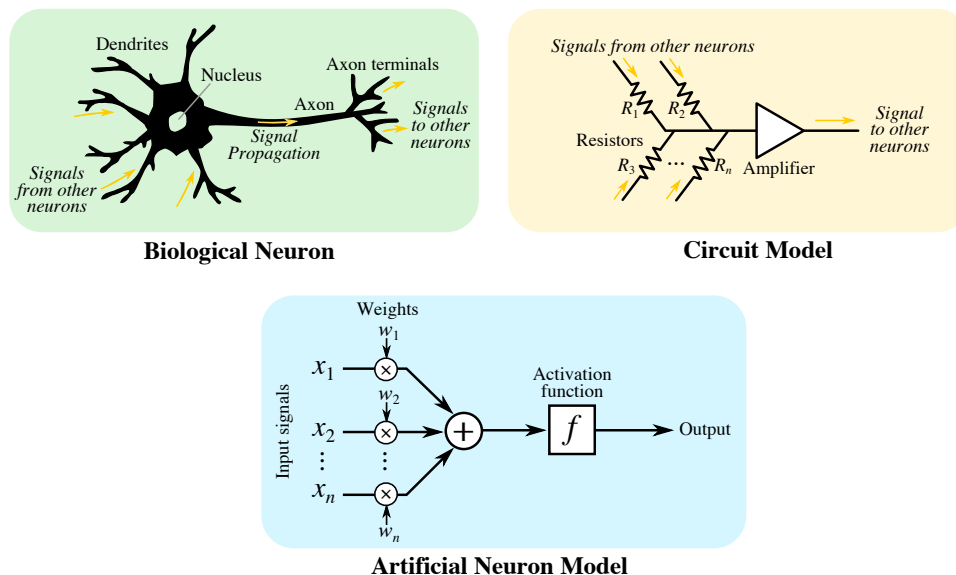 Dendrites
Nucleus
Axon terminals
Axon
Signal
Propagation
Signals
to other
neurons
Signals
from other
neurons
Biological Neuron
Signals from other neurons
R1
R2
Resistors
R3
...
Rn
Amplifier
Signal
to other
neurons
Circuit Model
Weights
w1
x1
×
w2
x2
×
+
Activation
function
f
Output
Input signals
⋮
⋮
xn
×
wn
Artificial Neuron Model